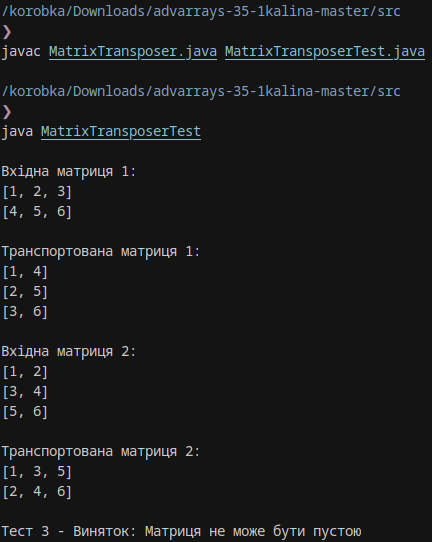 /korobka/Downloads/advarrays-35-1kalina-master/src
❯
javac MatrixTransposer.java MatrixTransposerTest.java
/korobka/Downloads/advarrays-35-1kalina-master/src
❯
java MatrixTransposerTest
Вхідна матриця 1:
[1, 2, 3]
[4, 5, 6]
Транспортована матриця 1:
[1, 4]
[2, 5]
[3, 6]
Вхідна матриця 2:
[1, 2]
[3, 4]
[5, 6]
Транспортована матриця 2:
[1, 3, 5]
[2, 4, 6]
Тест 3 - Виняток: Матриця не може бути пустою